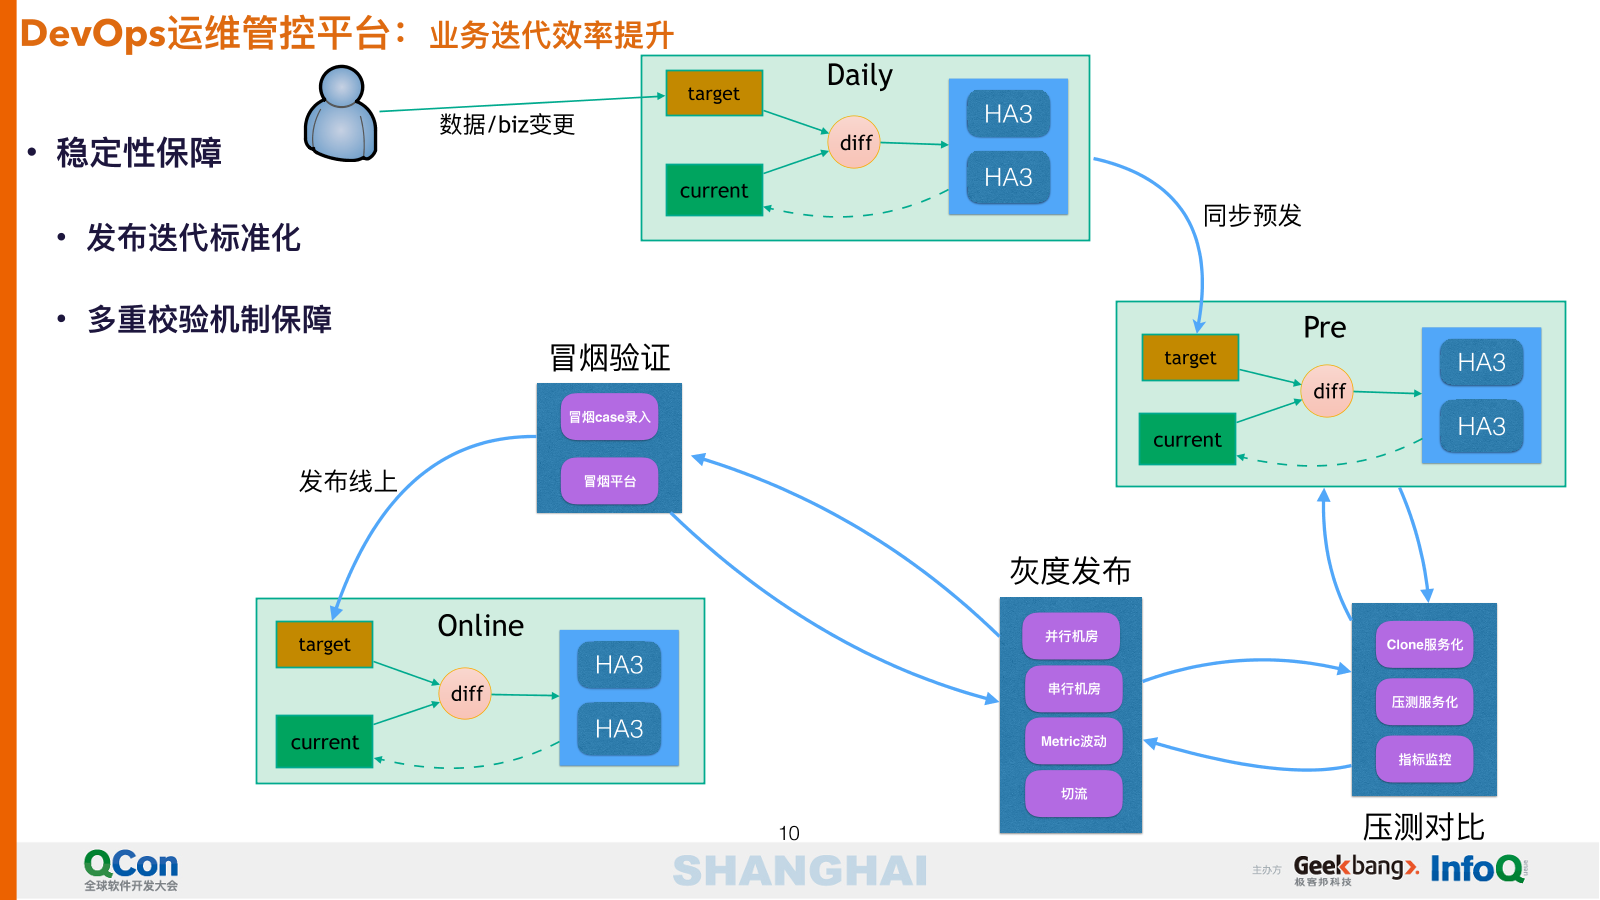 DevOps运维管控平台：业务迭代效率提升
• 稳定性保障
• 发布迭代标准化
• 多重校验机制保障
数据/biz变更
Daily
target
current
diff
HA3
HA3
同步预发
Pre
target
current
diff
HA3
HA3
冒烟验证
冒烟case录入
冒烟平台
发布线上
Online
target
current
diff
HA3
HA3
灰度发布
并行机房
串行机房
Metric波动
切流
Clone服务化
压测服务化
指标监控
压测对比
10
QCon
全球软件开发大会
SHANGHAI
主办方
Geekbang>.
极客邦科技
InfoQ